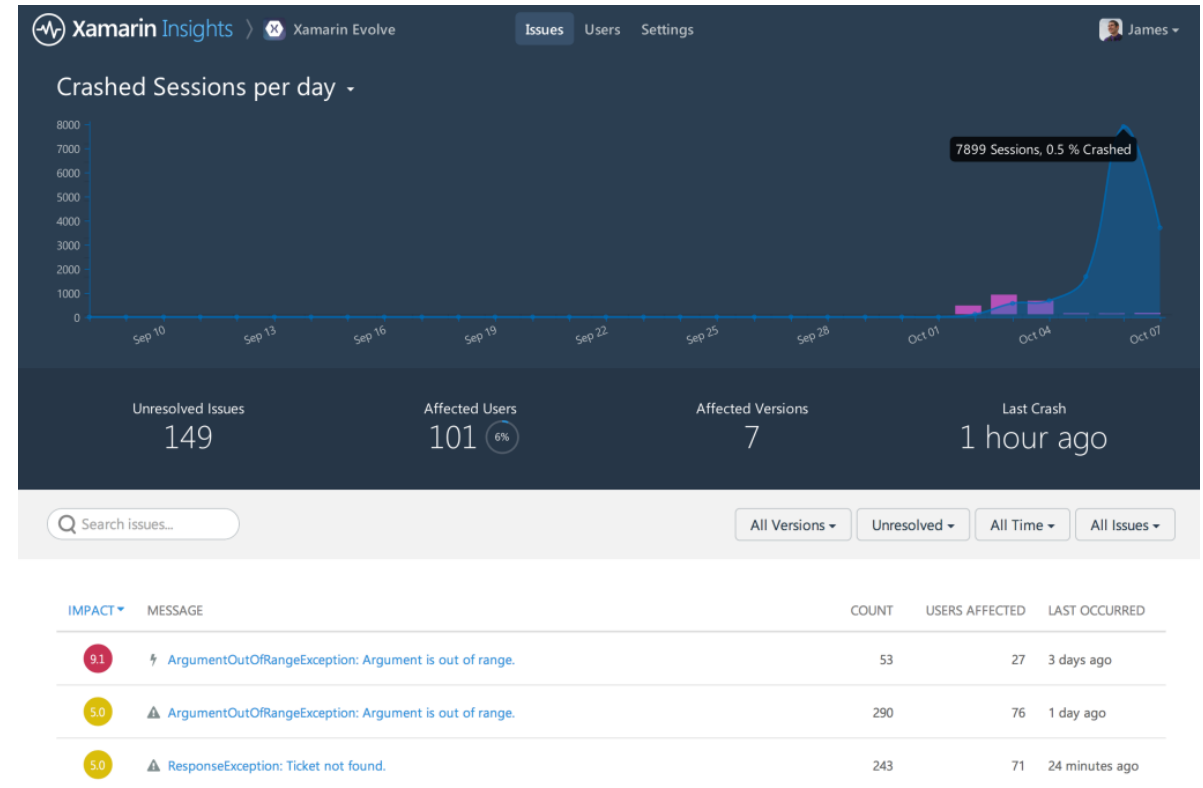 Xamarin Insights Xamarin Evolve Issues Users Settings James
Crashed Sessions per day
8000
7000
6000
5000
4000
3000
2000
1000
0
7899 Sessions, 0.5 % Crashed
Sep 10 Sep 13 Sep 16 Sep 19 Sep 22 Sep 25 Sep 28 Oct 01 Oct 04 Oct 07
Unresolved Issues Affected Users Affected Versions Last Crash
149 101 6% 7 1 hour ago
Search issues... All Versions Unresolved All Time All Issues
IMPACT MESSAGE COUNT USERS AFFECTED LAST OCCURRED
9.1 ArgumentOutOfRangeException: Argument is out of range. 53 27 3 days ago
5.0 ArgumentOutOfRangeException: Argument is out of range. 290 76 1 day ago
5.0 ResponseException: Ticket not found. 243 71 24 minutes ago